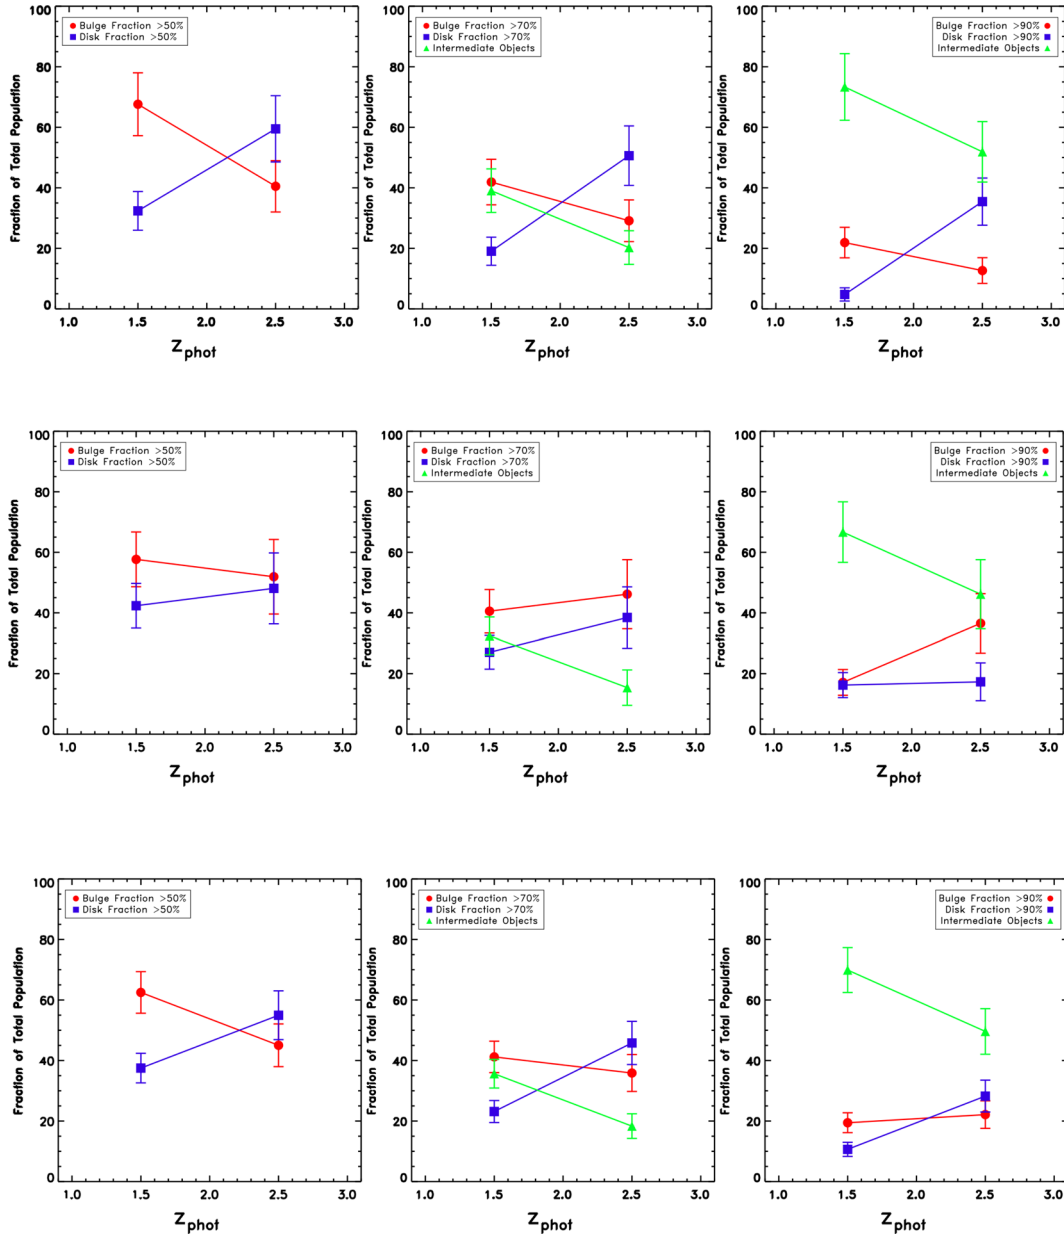 100
80
60
40
20
0
Fraction of Total Population
Bulge Fraction >50%
Disk Fraction >50%
1.0 1.5 2.0 2.5 3.0
Zphot
100
80
60
40
20
0
Fraction of Total Population
Bulge Fraction >70%
Disk Fraction >70%
Intermediate Objects
1.0 1.5 2.0 2.5 3.0
Zphot
100
80
60
40
20
0
Fraction of Total Population
Bulge Fraction >90%
Disk Fraction >90%
Intermediate Objects
1.0 1.5 2.0 2.5 3.0
Zphot
100
80
60
40
20
0
Fraction of Total Population
Bulge Fraction >50%
Disk Fraction >50%
1.0 1.5 2.0 2.5 3.0
Zphot
100
80
60
40
20
0
Fraction of Total Population
Bulge Fraction >70%
Disk Fraction >70%
Intermediate Objects
1.0 1.5 2.0 2.5 3.0
Zphot
100
80
60
40
20
0
Fraction of Total Population
Bulge Fraction >90%
Disk Fraction >90%
Intermediate Objects
1.0 1.5 2.0 2.5 3.0
Zphot
100
80
60
40
20
0
Fraction of Total Population
Bulge Fraction >50%
Disk Fraction >50%
1.0 1.5 2.0 2.5 3.0
Zphot
100
80
60
40
20
0
Fraction of Total Population
Bulge Fraction >70%
Disk Fraction >70%
Intermediate Objects
1.0 1.5 2.0 2.5 3.0
Zphot
100
80
60
40
20
0
Fraction of Total Population
Bulge Fraction >90%
Disk Fraction >90%
Intermediate Objects
1.0 1.5 2.0 2.5 3.0
Zphot